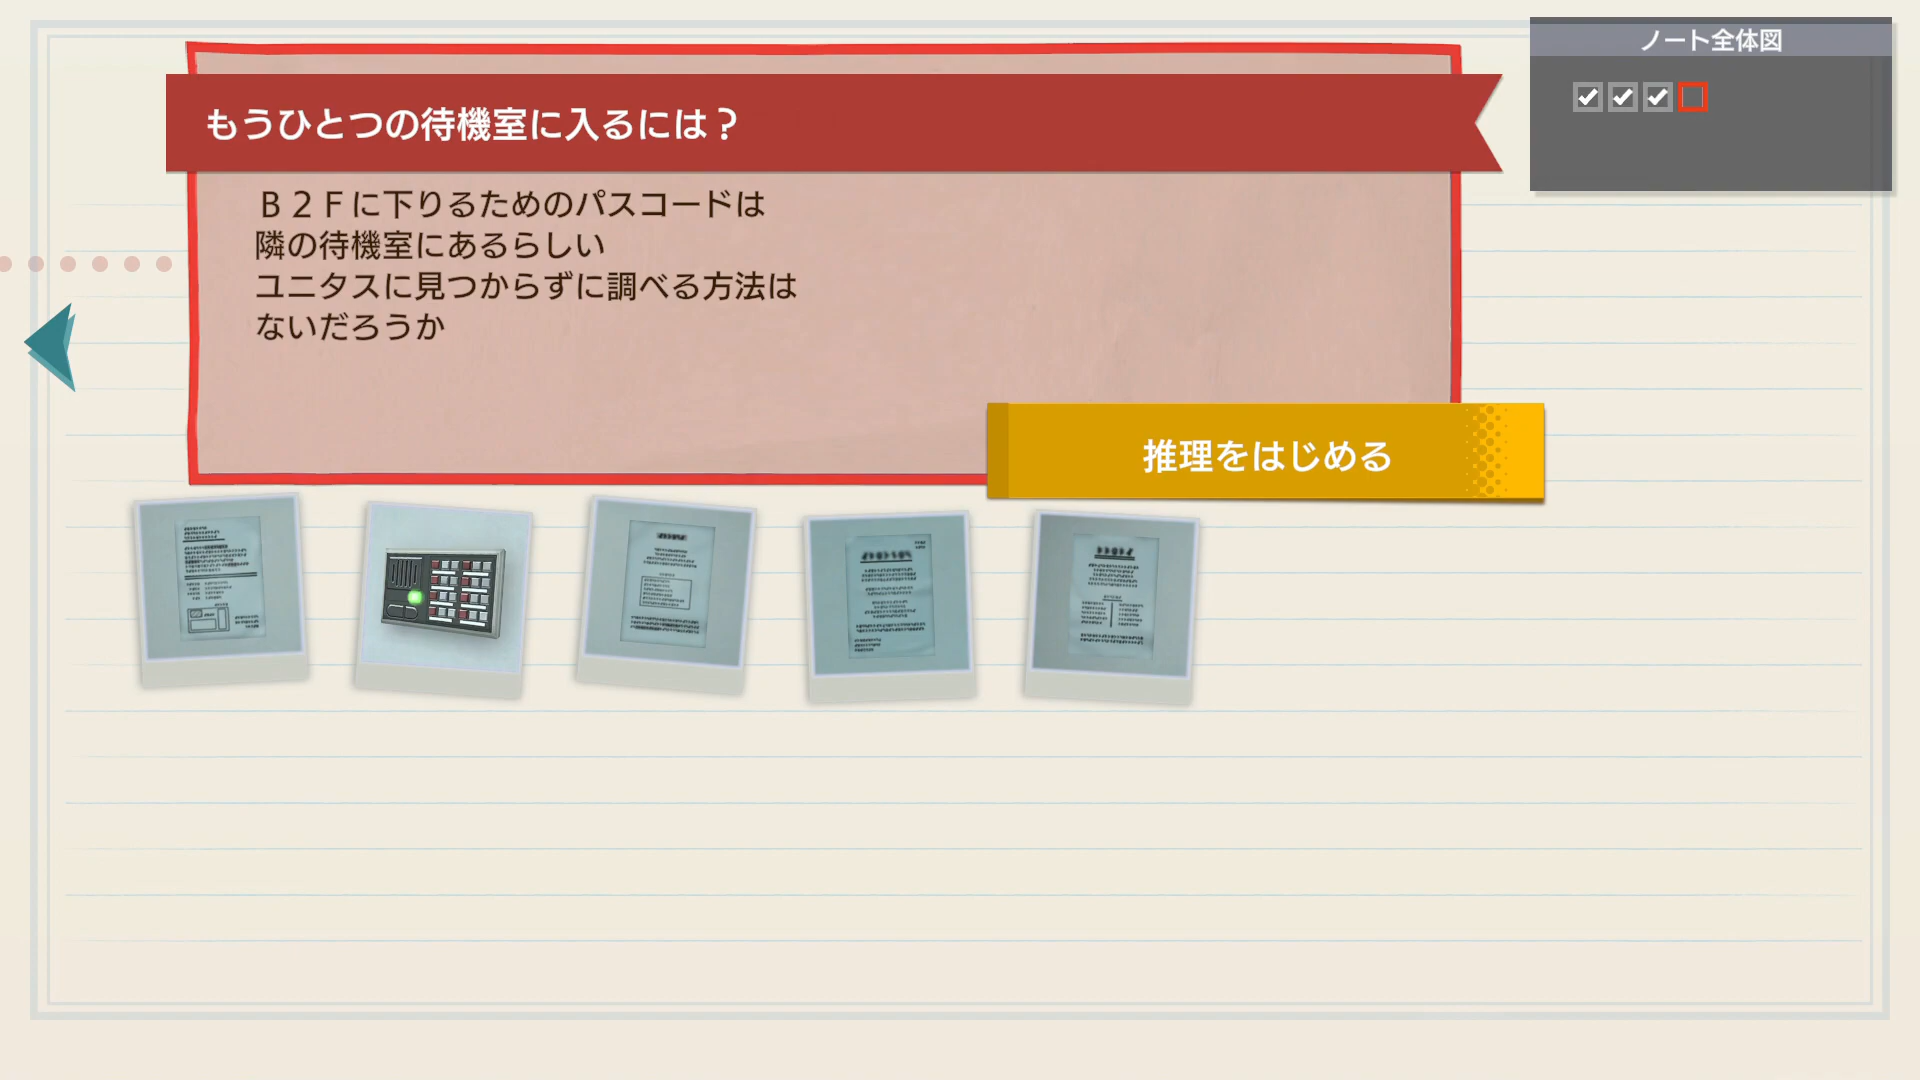 ノート全体図
もうひとつの待機室に入るには？
Ｂ２Ｆに下りるためのパスコードは
隣の待機室にあるらしい
ユニタスに見つからずに調べる方法は
ないだろうか
推理をはじめる